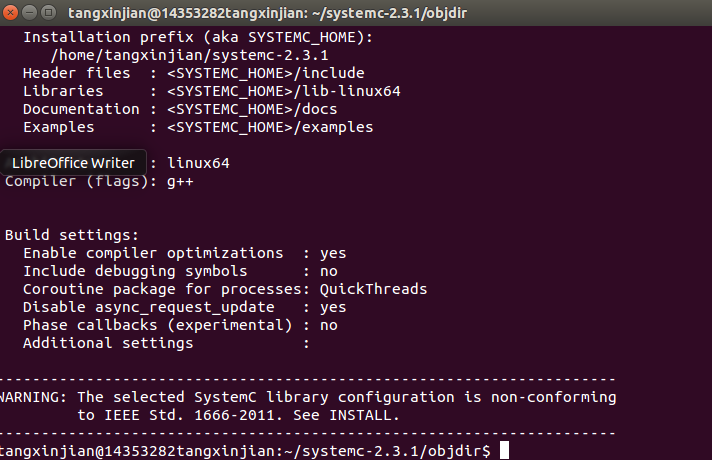 tangxinjian@14353282tangxinjian: ~/systemc-2.3.1/objdir
Installation prefix (aka SYSTEMC_HOME):
/home/tangxinjian/systemc-2.3.1
Header files : <SYSTEMC_HOME>/include
Libraries : <SYSTEMC_HOME>/lib-linux64
Documentation : <SYSTEMC_HOME>/docs
Examples : <SYSTEMC_HOME>/examples
LibreOffice Writer : linux64
Compiler (flags): g++
Build settings:
Enable compiler optimizations : yes
Include debugging symbols : no
Coroutine package for processes: QuickThreads
Disable async_request_update : yes
Phase callbacks (experimental) : no
Additional settings :
---------------------------------------------------------------------
WARNING: The selected SystemC library configuration is non-conforming
to IEEE Std. 1666-2011. See INSTALL.
---------------------------------------------------------------------
tangxinjian@14353282tangxinjian:~/systemc-2.3.1/objdir$